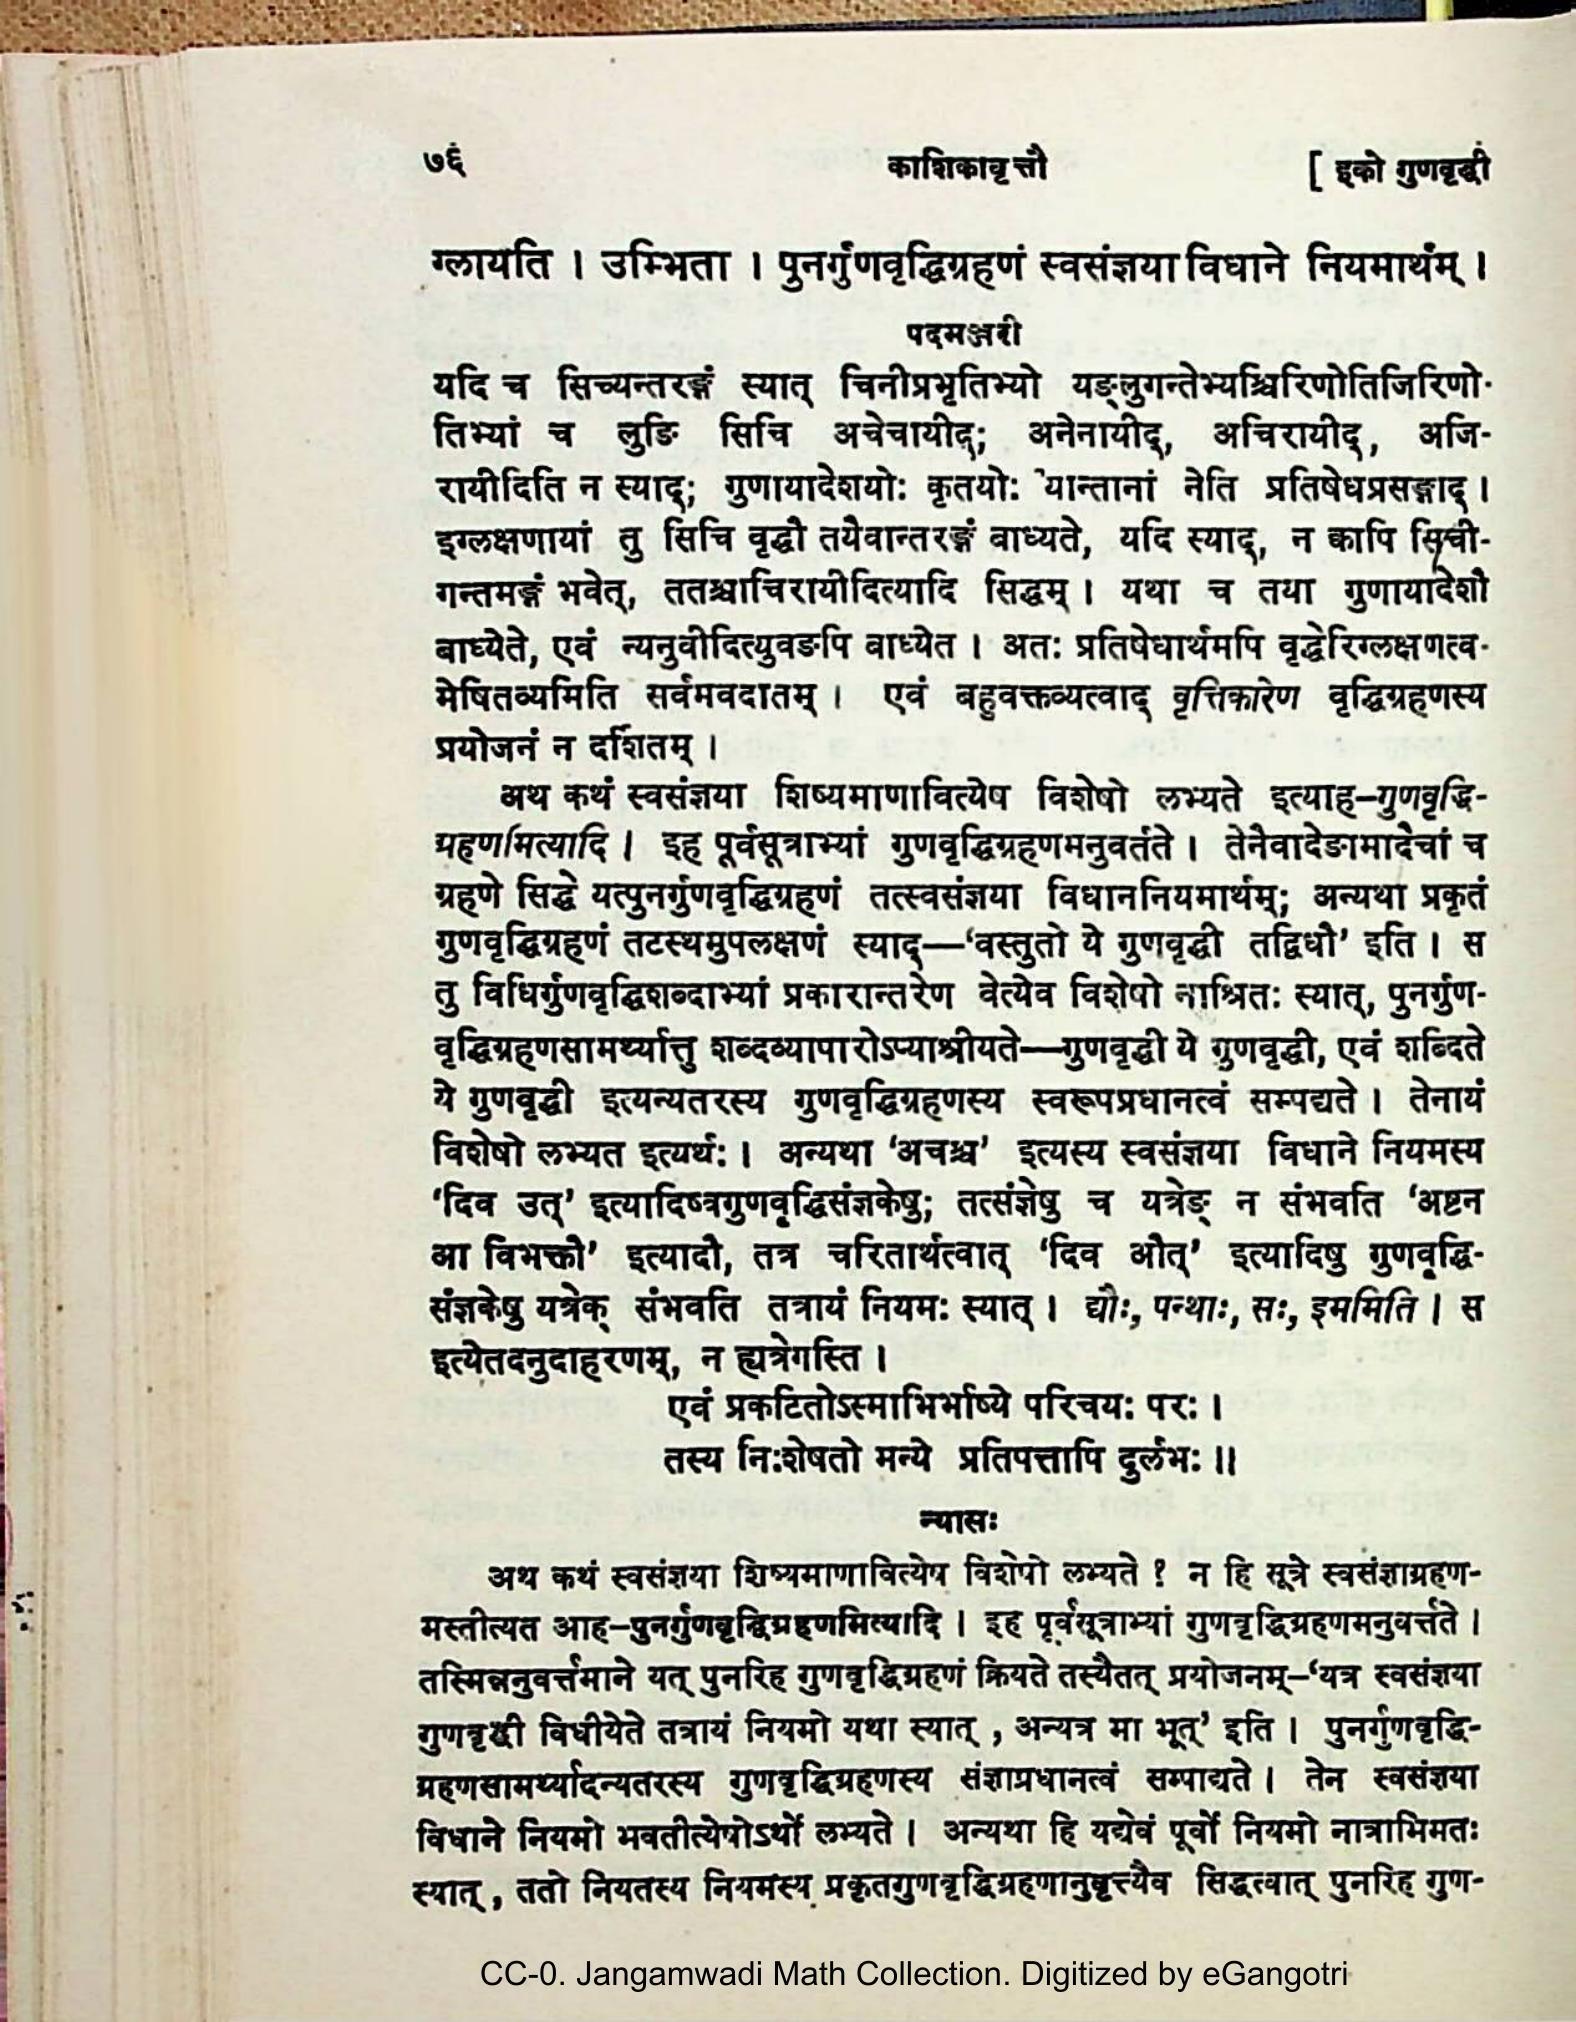 ७६ काशिकावृत्तौ [ इको गुणवृद्धी
ग्लायति । उम्भिता । पुनर्गुणवृद्धिग्रहणं स्वसंज्ञया विधाने नियमार्थम् ।
पदमञ्जरी
यदि च सिच्यन्तरङ्गं स्यात् चिनीप्रभृतिभ्यो यङ्लुगन्तेभ्यश्चिरिणोतिजिरिणो-
तिभ्यां च लुङि सिचि अचेचायीद्; अनेनायीद्, अचिरायीद्, अजि-
रायीदिति न स्याद्; गुणायादेशयोः कृतयोः यान्तानां नेति प्रतिषेधप्रसङ्गाद् ।
इग्लक्षणायां तु सिचि वृद्धौ तयैवान्तरङ्गं बाध्यते, यदि स्याद्, न क्वापि सिची-
गन्तमङ्गं भवेत्, ततश्चाचिरायीदित्यादि सिद्धम् । यथा च तया गुणायादेशौ
बाध्येते, एवं न्यनुवीदित्युवङपि बाध्येत । अतः प्रतिषेधार्थमपि वृद्धेरिग्लक्षणत्व-
मेषितव्यमिति सर्वमवदातम् । एवं बहुवक्तव्यत्वाद् वृत्तिकारेण वृद्धिग्रहणस्य
प्रयोजनं न दर्शितम् ।
अथ कथं स्वसंज्ञया शिष्यमाणावित्येष विशेषो लभ्यते इत्याह–गुणवृद्धि-
ग्रहणमित्यादि । इह पूर्वसूत्राभ्यां गुणवृद्धिग्रहणमनुवर्तते । तेनैवादेङामादैचां च
ग्रहणे सिद्धे यत्पुनर्गुणवृद्धिग्रहणं तत्स्वसंज्ञया विधाननियमार्थम्; अन्यथा प्रकृतं
गुणवृद्धिग्रहणं तटस्थमुपलक्षणं स्याद्—‘वस्तुतो ये गुणवृद्धी तद्विधौ’ इति । स
तु विधिर्गुणवृद्धिशब्दाभ्यां प्रकारान्तरेण वेत्येव विशेषो नाश्रितः स्यात्, पुनर्गुण-
वृद्धिग्रहणसामर्थ्यात्तु शब्दव्यापारोऽप्याश्रीयते—गुणवृद्धी ये गुणवृद्धी, एवं शब्दिते
ये गुणवृद्धी इत्यन्यतरस्य गुणवृद्धिग्रहणस्य स्वरूपप्रधानत्वं सम्पद्यते । तेनायं
विशेषो लभ्यत इत्यर्थः । अन्यथा ‘अचश्च’ इत्यस्य स्वसंज्ञया विधाने नियमस्य
‘दिव उत्’ इत्यादिष्वगुणवृद्धिसंज्ञकेषु; तत्संज्ञेषु च यत्रेङ् न संभवति ‘अष्टन
आ विभक्तौ’ इत्यादौ, तत्र चरितार्थत्वात् ‘दिव औत्’ इत्यादिषु गुणवृद्धि-
संज्ञकेषु यत्रेक् संभवति तत्रायं नियमः स्यात् । द्यौः, पन्थाः, सः, इममिति । स
इत्येतदनुदाहरणम्, न ह्यत्रेगस्ति ।
एवं प्रकटितोऽस्माभिर्भाष्ये परिचयः परः ।
तस्य निःशेषतो मन्ये प्रतिपत्तापि दुर्लभः ॥
न्यासः
अथ कथं स्वसंज्ञया शिष्यमाणावित्येष विशेषो लभ्यते ? न हि सूत्रे स्वसंज्ञाग्रहण-
मस्तीत्यत आह–पुनर्गुणवृद्धिग्रहणमित्यादि । इह पूर्वसूत्राभ्यां गुणवृद्धिग्रहणमनुवर्त्तते ।
तस्मिन्ननुवर्त्तमाने यत् पुनरिह गुणवृद्धिग्रहणं क्रियते तस्यैतत् प्रयोजनम्–‘यत्र स्वसंज्ञया
गुणवृद्धी विधीयेते तत्रायं नियमो यथा स्यात् , अन्यत्र मा भूत्’ इति । पुनर्गुणवृद्धि-
ग्रहणसामर्थ्यादन्यतरस्य गुणवृद्धिग्रहणस्य संज्ञाप्रधानत्वं सम्पाद्यते । तेन स्वसंज्ञया
विधाने नियमो भवतीत्येषोऽर्थो लभ्यते । अन्यथा हि यद्येवं पूर्वो नियमो नात्राभिमतः
स्यात् , ततो नियतस्य नियमस्य प्रकृतगुणवृद्धिग्रहणानुवृत्त्यैव सिद्धत्वात् पुनरिह गुण-
CC-0. Jangamwadi Math Collection. Digitized by eGangotri